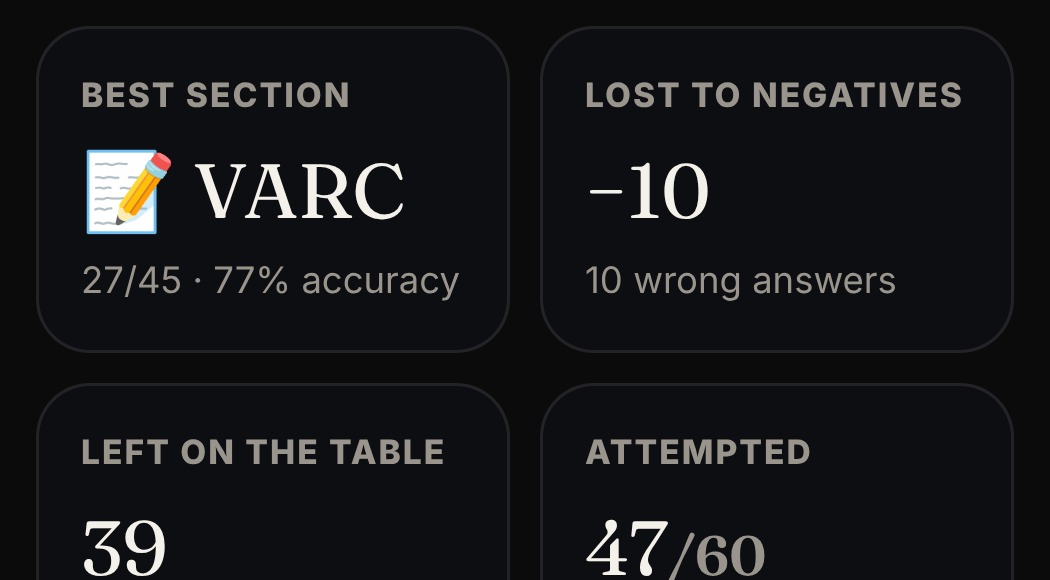 BEST SECTION
📝 VARC
27/45 · 77% accuracy
LOST TO NEGATIVES
−10
10 wrong answers
LEFT ON THE TABLE
39
ATTEMPTED
47/60